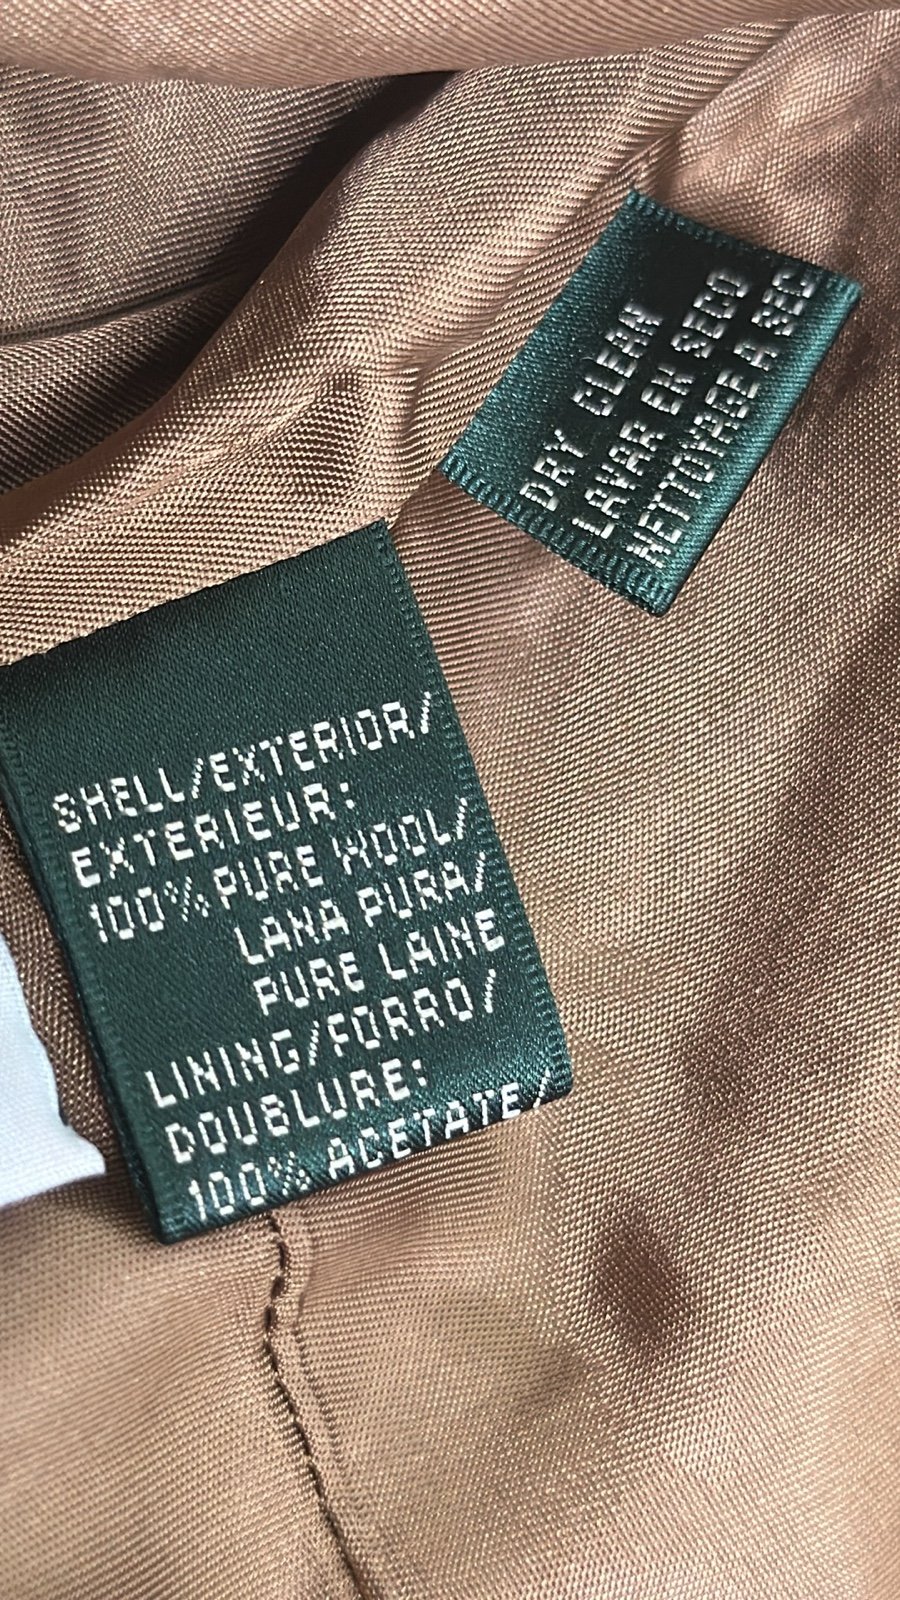 DRY CLEAN
LAVAR EN SECO
NETTOYAGE A SEC
SHELL/EXTERIOR/
EXTERIEUR:
100% PURE WOOL/
LANA PURA/
PURE LAINE
LINING/FORRO/
DOUBLURE:
100% ACETATE/